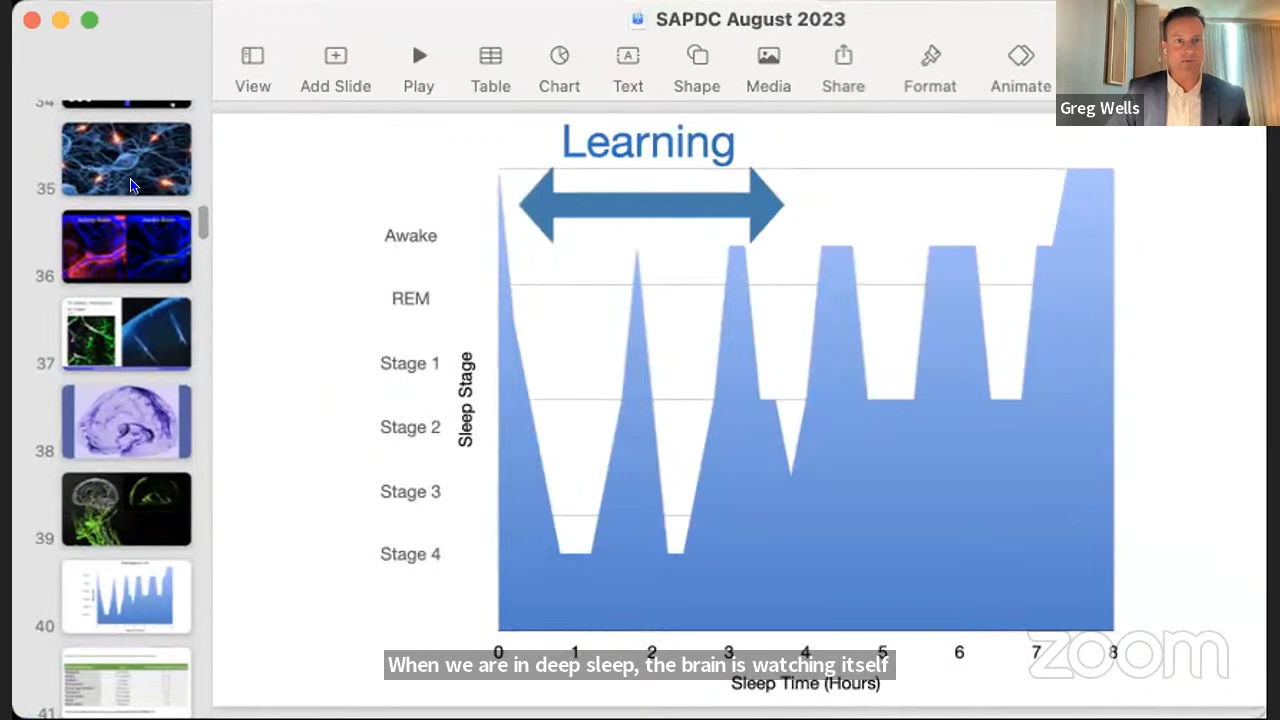 SAPDC August 2023
View
Add Slide
Play
Table
Chart
Text
Shape
Media
Share
Format
Animate
Greg Wells
34
35
36
37
38
39
40
41
Learning
Awake
REM
Stage 1
Stage 2
Stage 3
Stage 4
Sleep Stage
0 1 2 3 4 5 6 7 8
Sleep Time (Hours)
When we are in deep sleep, the brain is watching itself
zoom